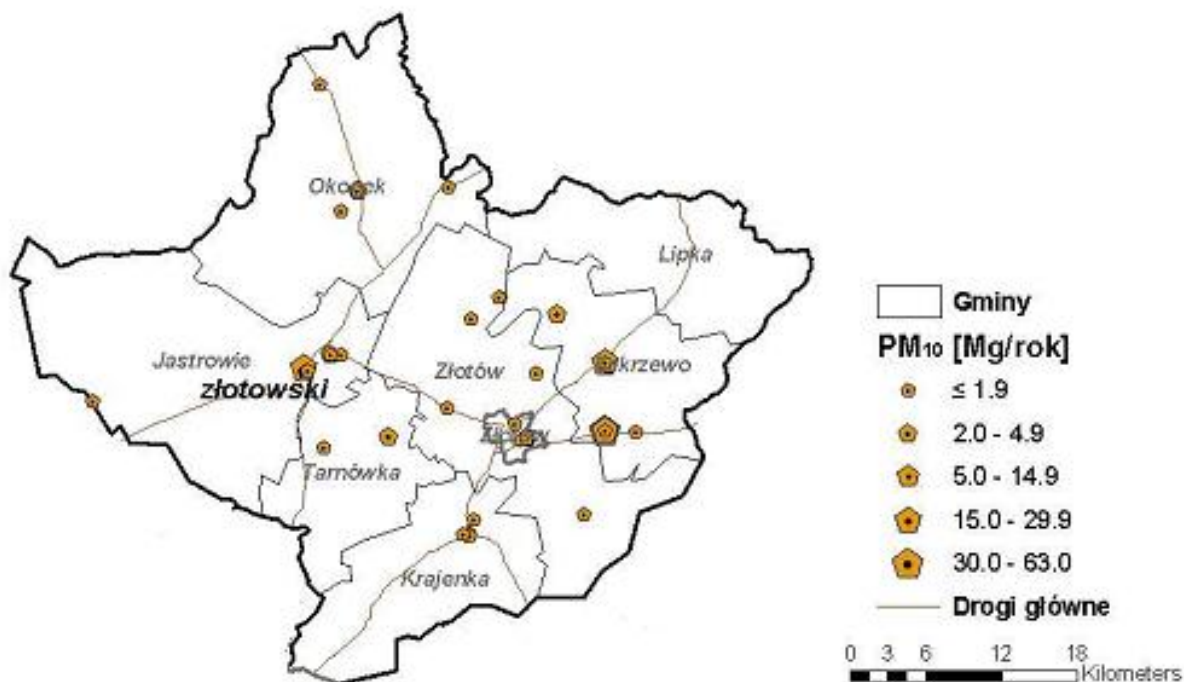 Okonek
Lipka
Jastrowie
złotowski
Złotów
krzewo
Tarnówka
Krajenka
Gminy
PM₁₀ [Mg/rok]
≤ 1.9
2.0 - 4.9
5.0 - 14.9
15.0 - 29.9
30.0 - 63.0
Drogi główne
0 3 6 12 18
Kilometers